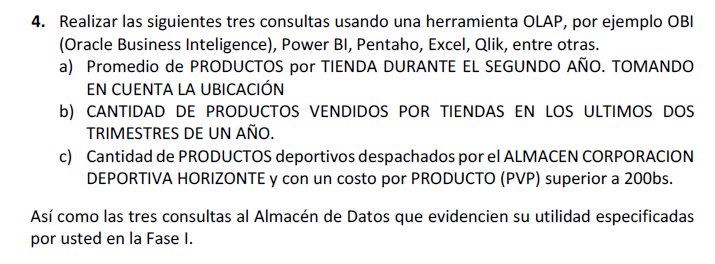 4. Realizar las siguientes tres consultas usando una herramienta OLAP, por ejemplo OBI
(Oracle Business Inteligence), Power BI, Pentaho, Excel, Qlik, entre otras.
a) Promedio de PRODUCTOS por TIENDA DURANTE EL SEGUNDO AÑO. TOMANDO
EN CUENTA LA UBICACIÓN
b) CANTIDAD DE PRODUCTOS VENDIDOS POR TIENDAS EN LOS ULTIMOS DOS
TRIMESTRES DE UN AÑO.
c) Cantidad de PRODUCTOS deportivos despachados por el ALMACEN CORPORACION
DEPORTIVA HORIZONTE y con un costo por PRODUCTO (PVP) superior a 200bs.
Así como las tres consultas al Almacén de Datos que evidencien su utilidad especificadas
por usted en la Fase I.